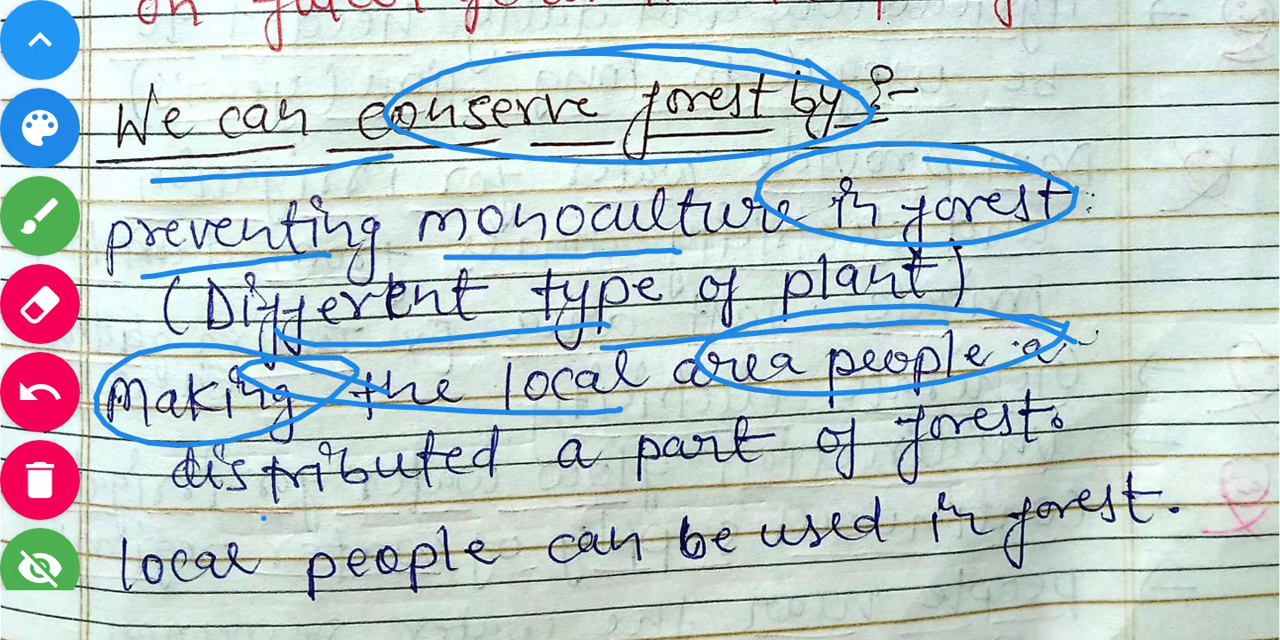 We can conserve forest by :-
preventing monoculture in forest.
(Different type of plant)
Making the local area people a
distributed a part of forest.
local people can be used in forest.